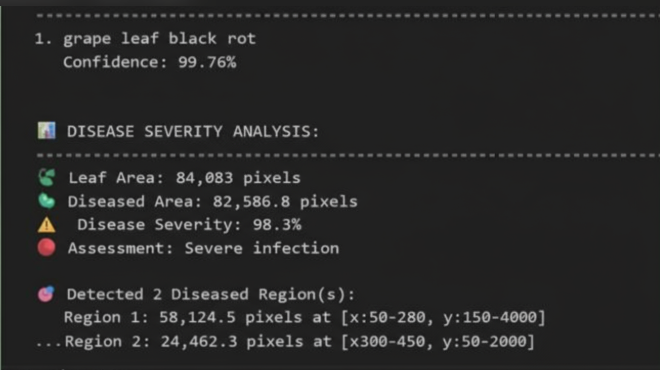 1. grape leaf black rot
Confidence: 99.76%
DISEASE SEVERITY ANALYSIS:
Leaf Area: 84,083 pixels
Diseased Area: 82,586.8 pixels
Disease Severity: 98.3%
Assessment: Severe infection
Detected 2 Diseased Region(s):
Region 1: 58,124.5 pixels at [x:50-280, y:150-4000]
...Region 2: 24,462.3 pixels at [x300-450, y:50-2000]